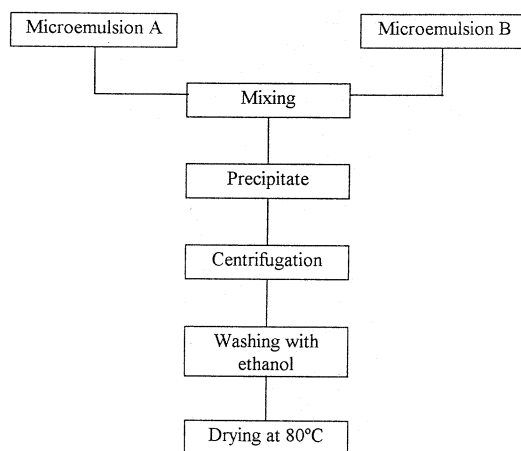 Microemulsion A
Microemulsion B
Mixing
Precipitate
Centrifugation
Washing with
ethanol
Drying at 80°C